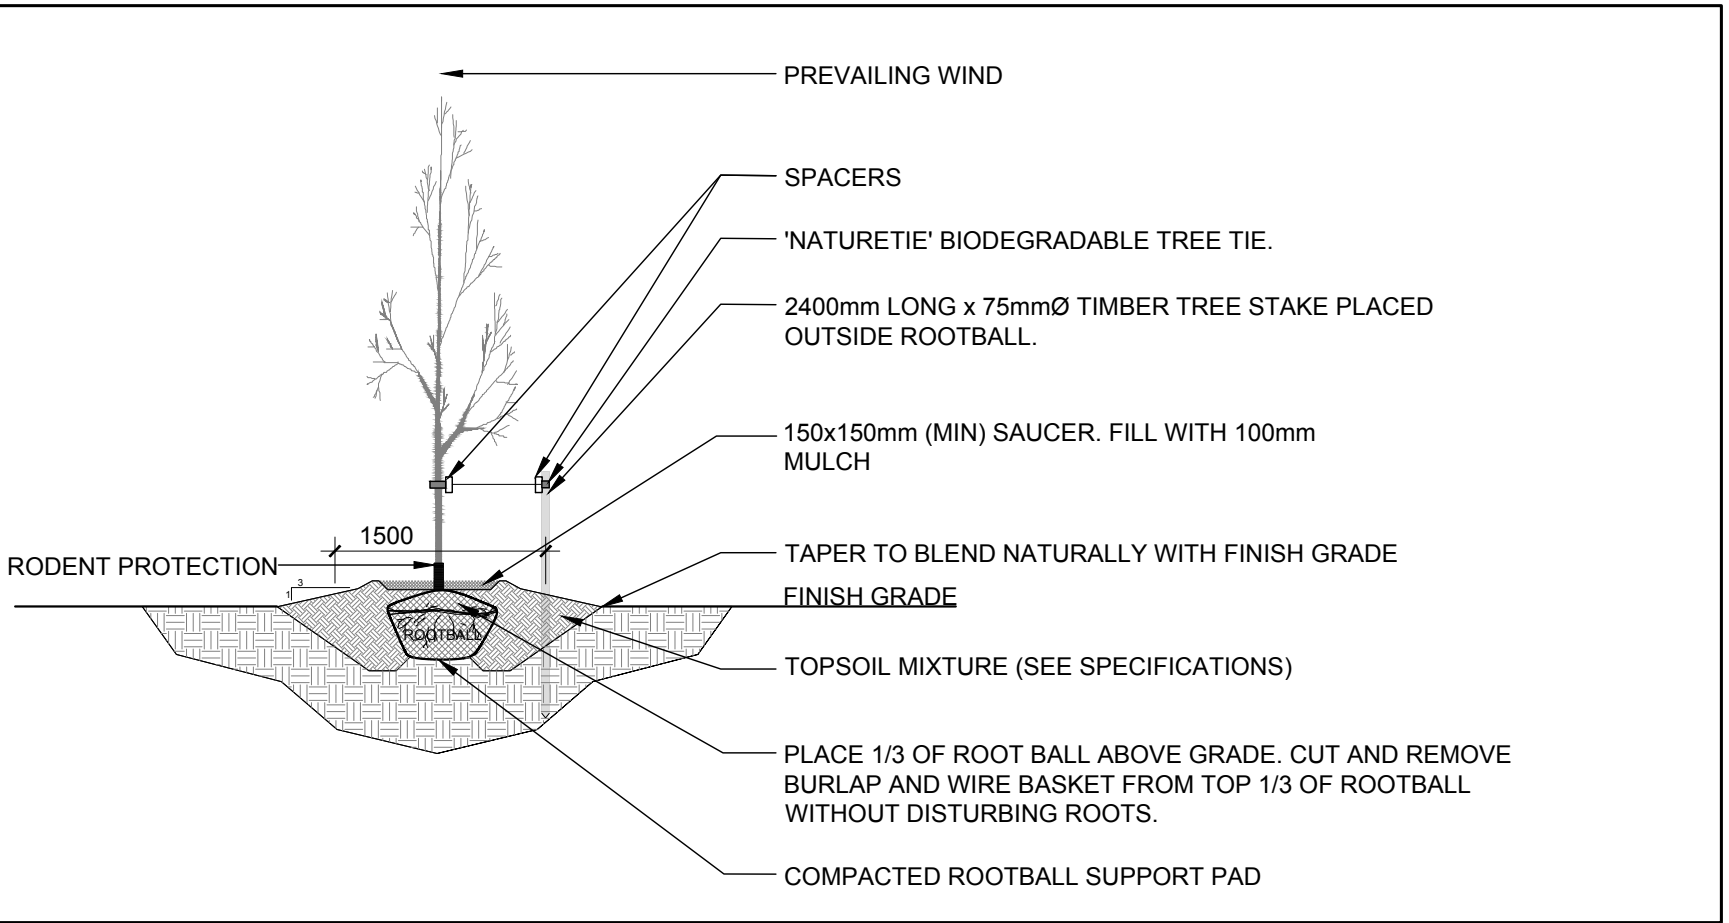 PREVAILING WIND
SPACERS
'NATURETIE' BIODEGRADABLE TREE TIE.
2400mm LONG x 75mmØ TIMBER TREE STAKE PLACED
OUTSIDE ROOTBALL.
150x150mm (MIN) SAUCER. FILL WITH 100mm
MULCH
1500
RODENT PROTECTION
TAPER TO BLEND NATURALLY WITH FINISH GRADE
3
1
FINISH GRADE
ROOTBALL
TOPSOIL MIXTURE (SEE SPECIFICATIONS)
PLACE 1/3 OF ROOT BALL ABOVE GRADE. CUT AND REMOVE
BURLAP AND WIRE BASKET FROM TOP 1/3 OF ROOTBALL
WITHOUT DISTURBING ROOTS.
COMPACTED ROOTBALL SUPPORT PAD